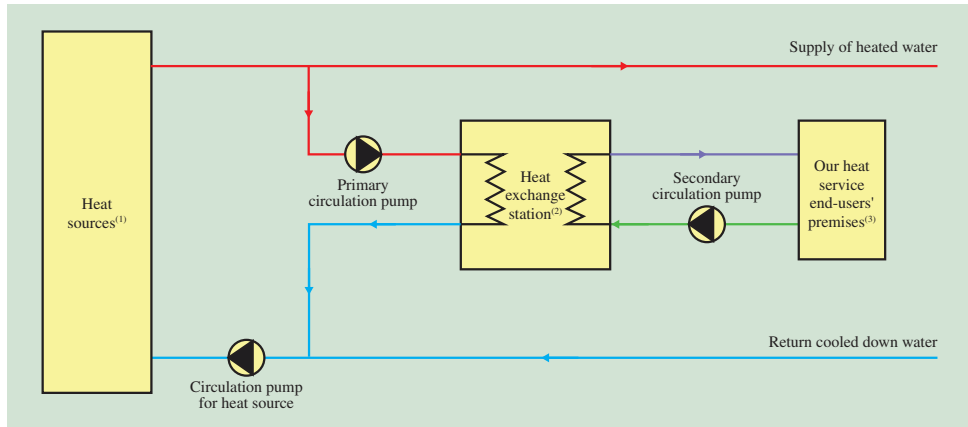 Supply of heated water
Heat
sources(1)
Primary
circulation pump
Heat
exchange
station(2)
Secondary
circulation pump
Our heat
service
end-users'
premises(3)
Return cooled down water
Circulation pump
for heat source